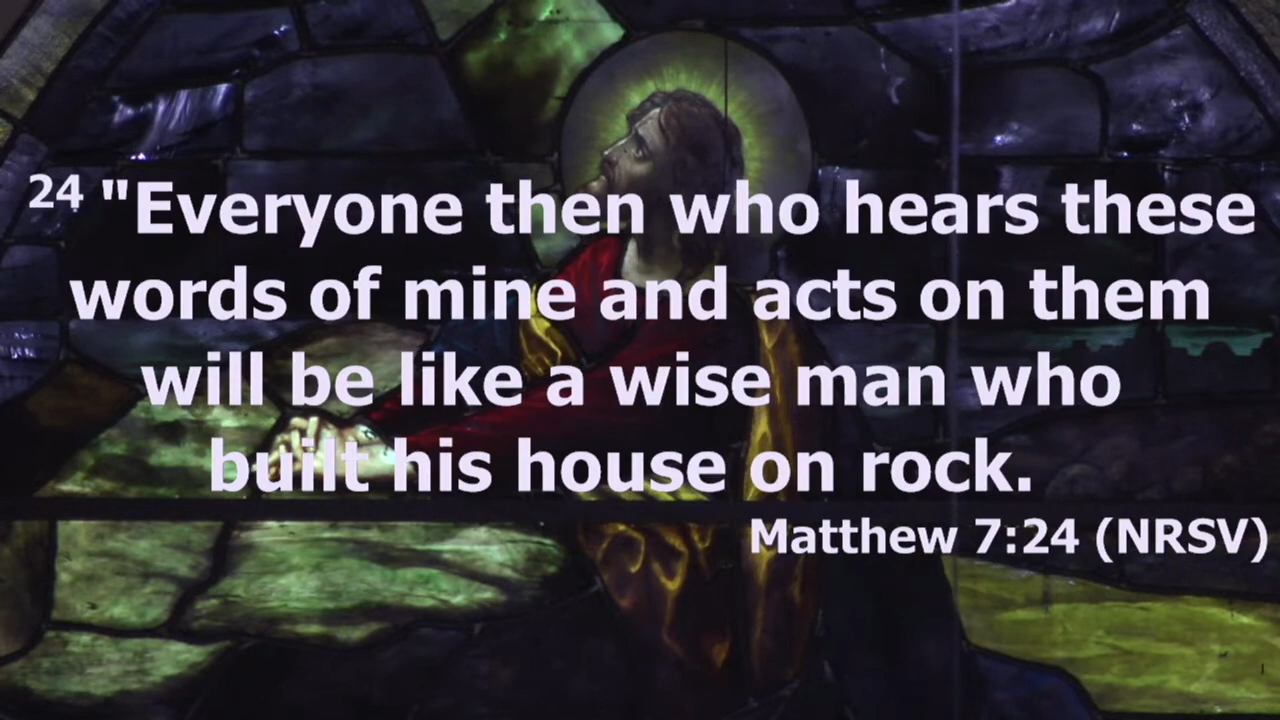 24 "Everyone then who hears these
words of mine and acts on them
will be like a wise man who
built his house on rock.
Matthew 7:24 (NRSV)